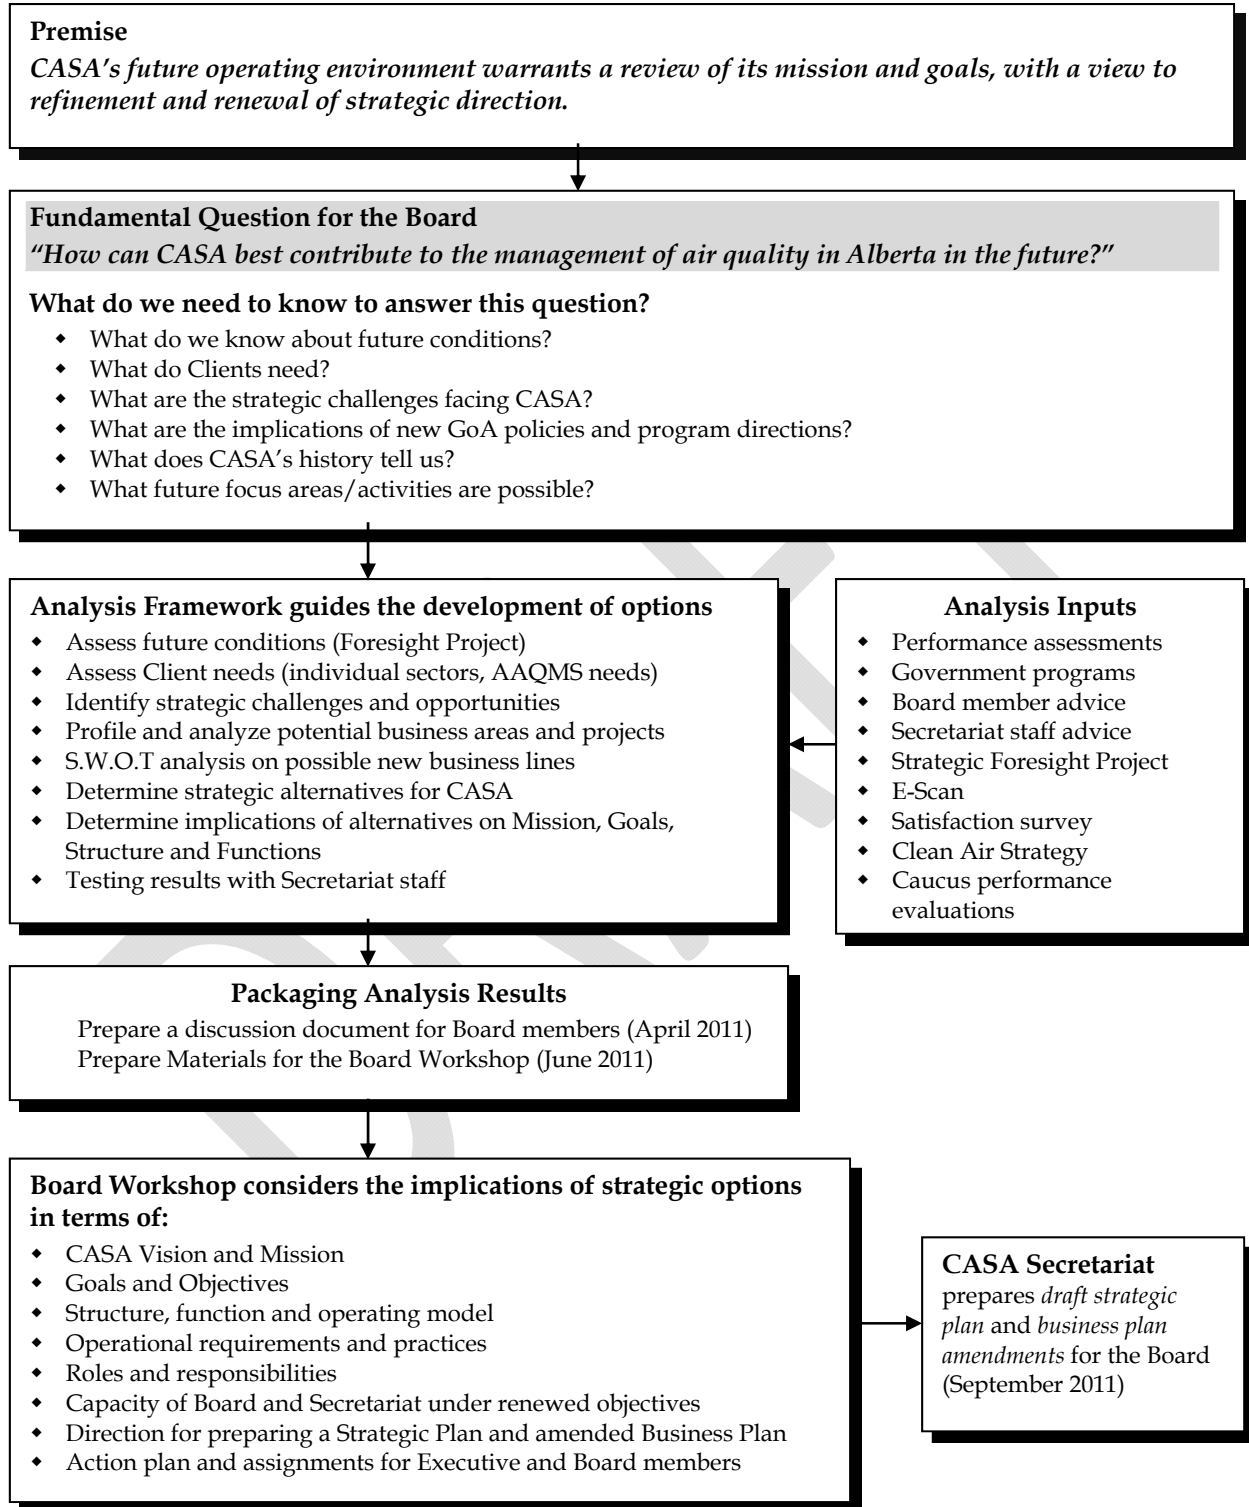 Premise
CASA's future operating environment warrants a review of its mission and goals, with a view to
refinement and renewal of strategic direction.
Fundamental Question for the Board
"How can CASA best contribute to the management of air quality in Alberta in the future?"
What do we need to know to answer this question?
◆ What do we know about future conditions?
◆ What do Clients need?
◆ What are the strategic challenges facing CASA?
◆ What are the implications of new GoA policies and program directions?
◆ What does CASA's history tell us?
◆ What future focus areas/activities are possible?
Analysis Framework guides the development of options
◆ Assess future conditions (Foresight Project)
◆ Assess Client needs (individual sectors, AAQMS needs)
◆ Identify strategic challenges and opportunities
◆ Profile and analyze potential business areas and projects
◆ S.W.O.T analysis on possible new business lines
◆ Determine strategic alternatives for CASA
◆ Determine implications of alternatives on Mission, Goals,
Structure and Functions
◆ Testing results with Secretariat staff
Analysis Inputs
◆ Performance assessments
◆ Government programs
◆ Board member advice
◆ Secretariat staff advice
◆ Strategic Foresight Project
◆ E-Scan
◆ Satisfaction survey
◆ Clean Air Strategy
◆ Caucus performance
evaluations
Packaging Analysis Results
Prepare a discussion document for Board members (April 2011)
Prepare Materials for the Board Workshop (June 2011)
Board Workshop considers the implications of strategic options
in terms of:
◆ CASA Vision and Mission
◆ Goals and Objectives
◆ Structure, function and operating model
◆ Operational requirements and practices
◆ Roles and responsibilities
◆ Capacity of Board and Secretariat under renewed objectives
◆ Direction for preparing a Strategic Plan and amended Business Plan
◆ Action plan and assignments for Executive and Board members
CASA Secretariat
prepares draft strategic
plan and business plan
amendments for the Board
(September 2011)